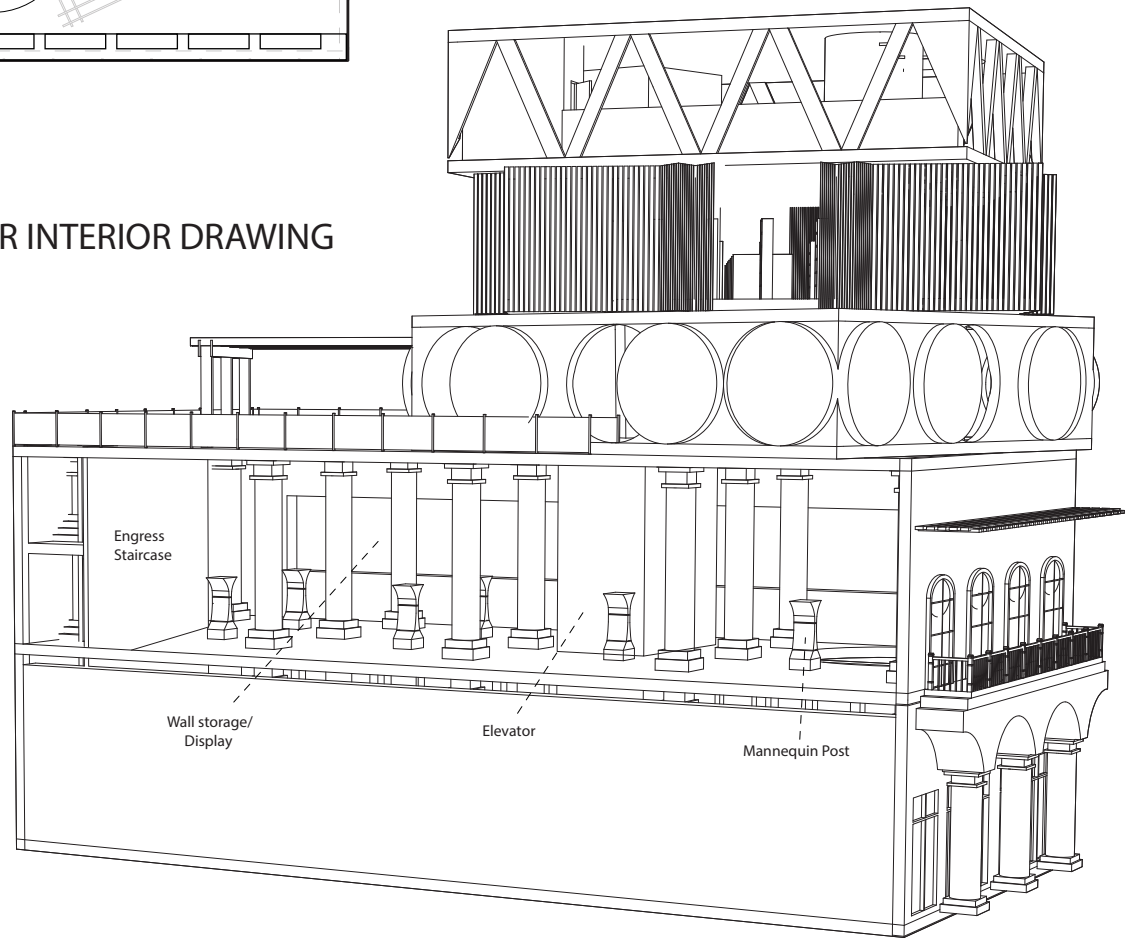 R INTERIOR DRAWING
Engress
Staircase
Wall storage/
Display
Elevator
Mannequin Post